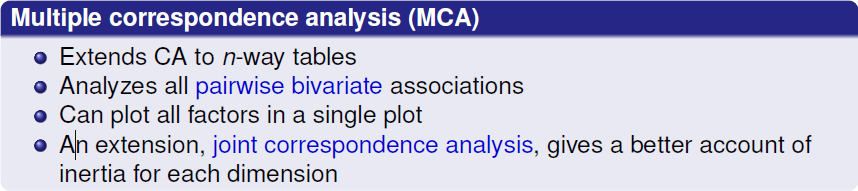 Multiple correspondence analysis (MCA)
Extends CA to n-way tables
Analyzes all pairwise bivariate associations
Can plot all factors in a single plot
An extension, joint correspondence analysis, gives a better account of
inertia for each dimension